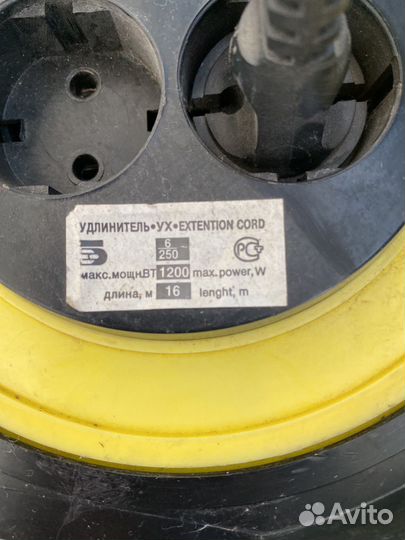 УДЛИНИТЕЛЬ•УХ•EXTENTION CORD
6
250
макс.мощн.ВТ 1200 max. power, W
длина, м 16 lenght, m
Avito